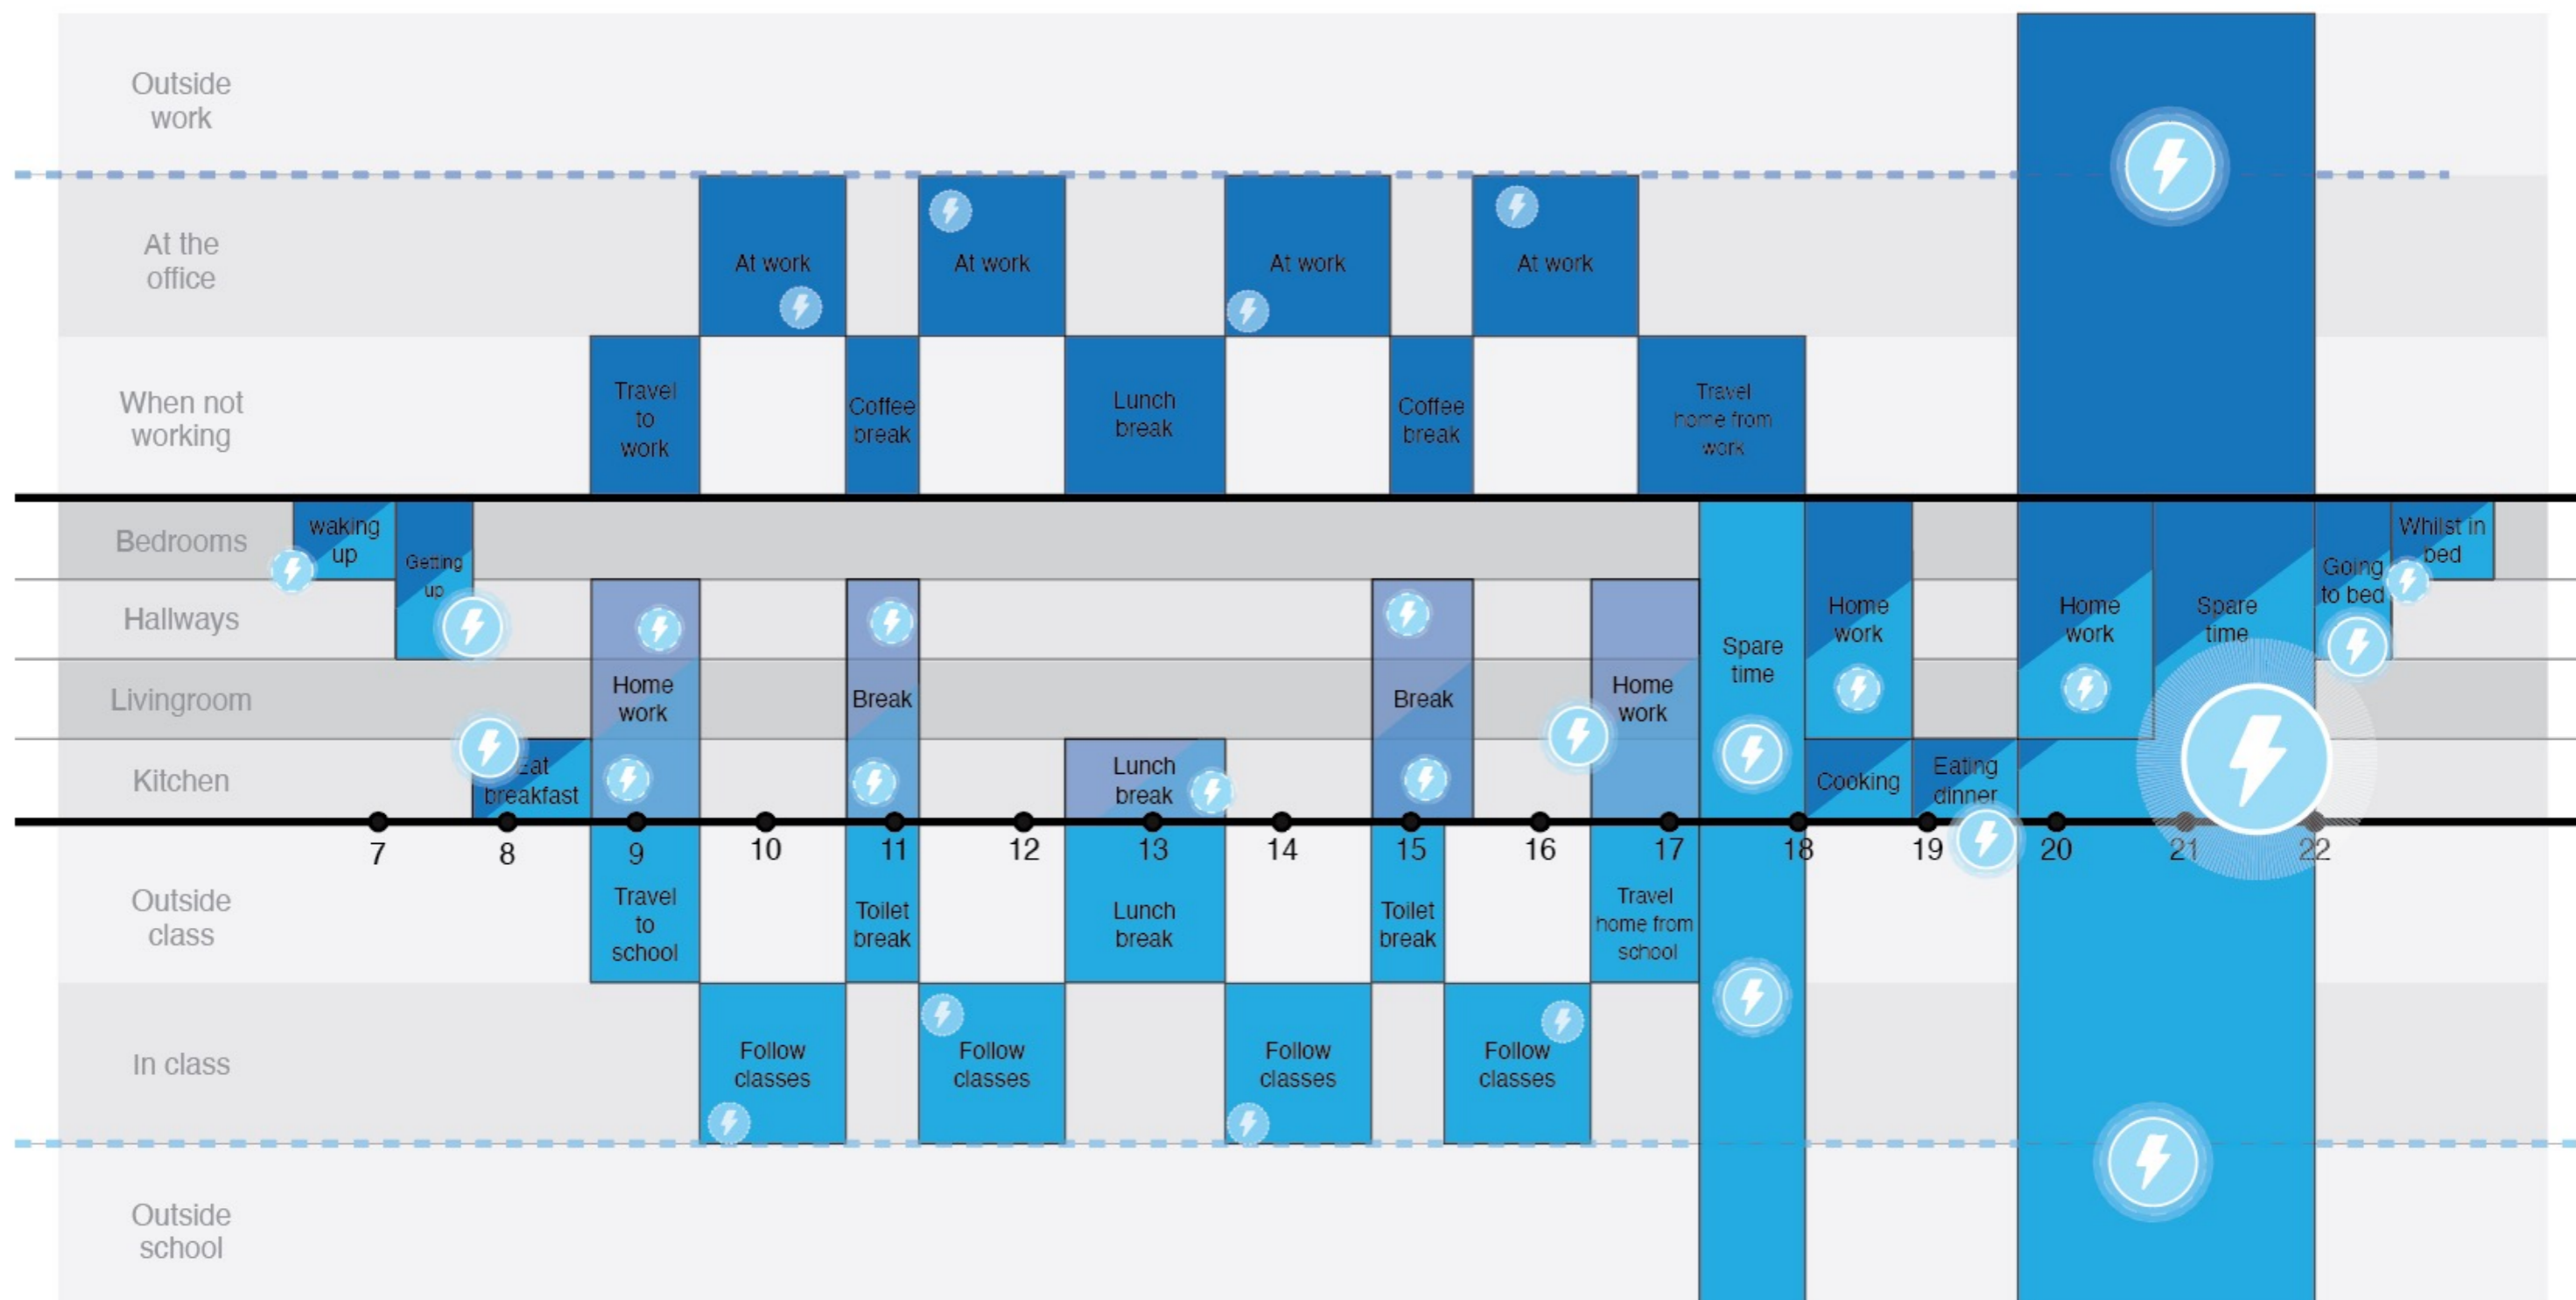 Outside
work
At the
office
At work
At work
At work
At work
When not
working
Travel
to
work
Coffee
break
Lunch
break
Coffee
break
Travel
home from
work
Bedrooms
waking
up
Getting
up
Whilst in
bed
Going
to bed
Hallways
Home
work
Home
work
Spare
time
Spare
time
Livingroom
Home
work
Break
Break
Home
work
Kitchen
Eat
breakfast
Lunch
break
Cooking
Eating
dinner
7
8
9
10
11
12
13
14
15
16
17
18
19
20
21
22
Outside
class
Travel
to
school
Toilet
break
Lunch
break
Toilet
break
Travel
home from
school
In class
Follow
classes
Follow
classes
Follow
classes
Follow
classes
Outside
school